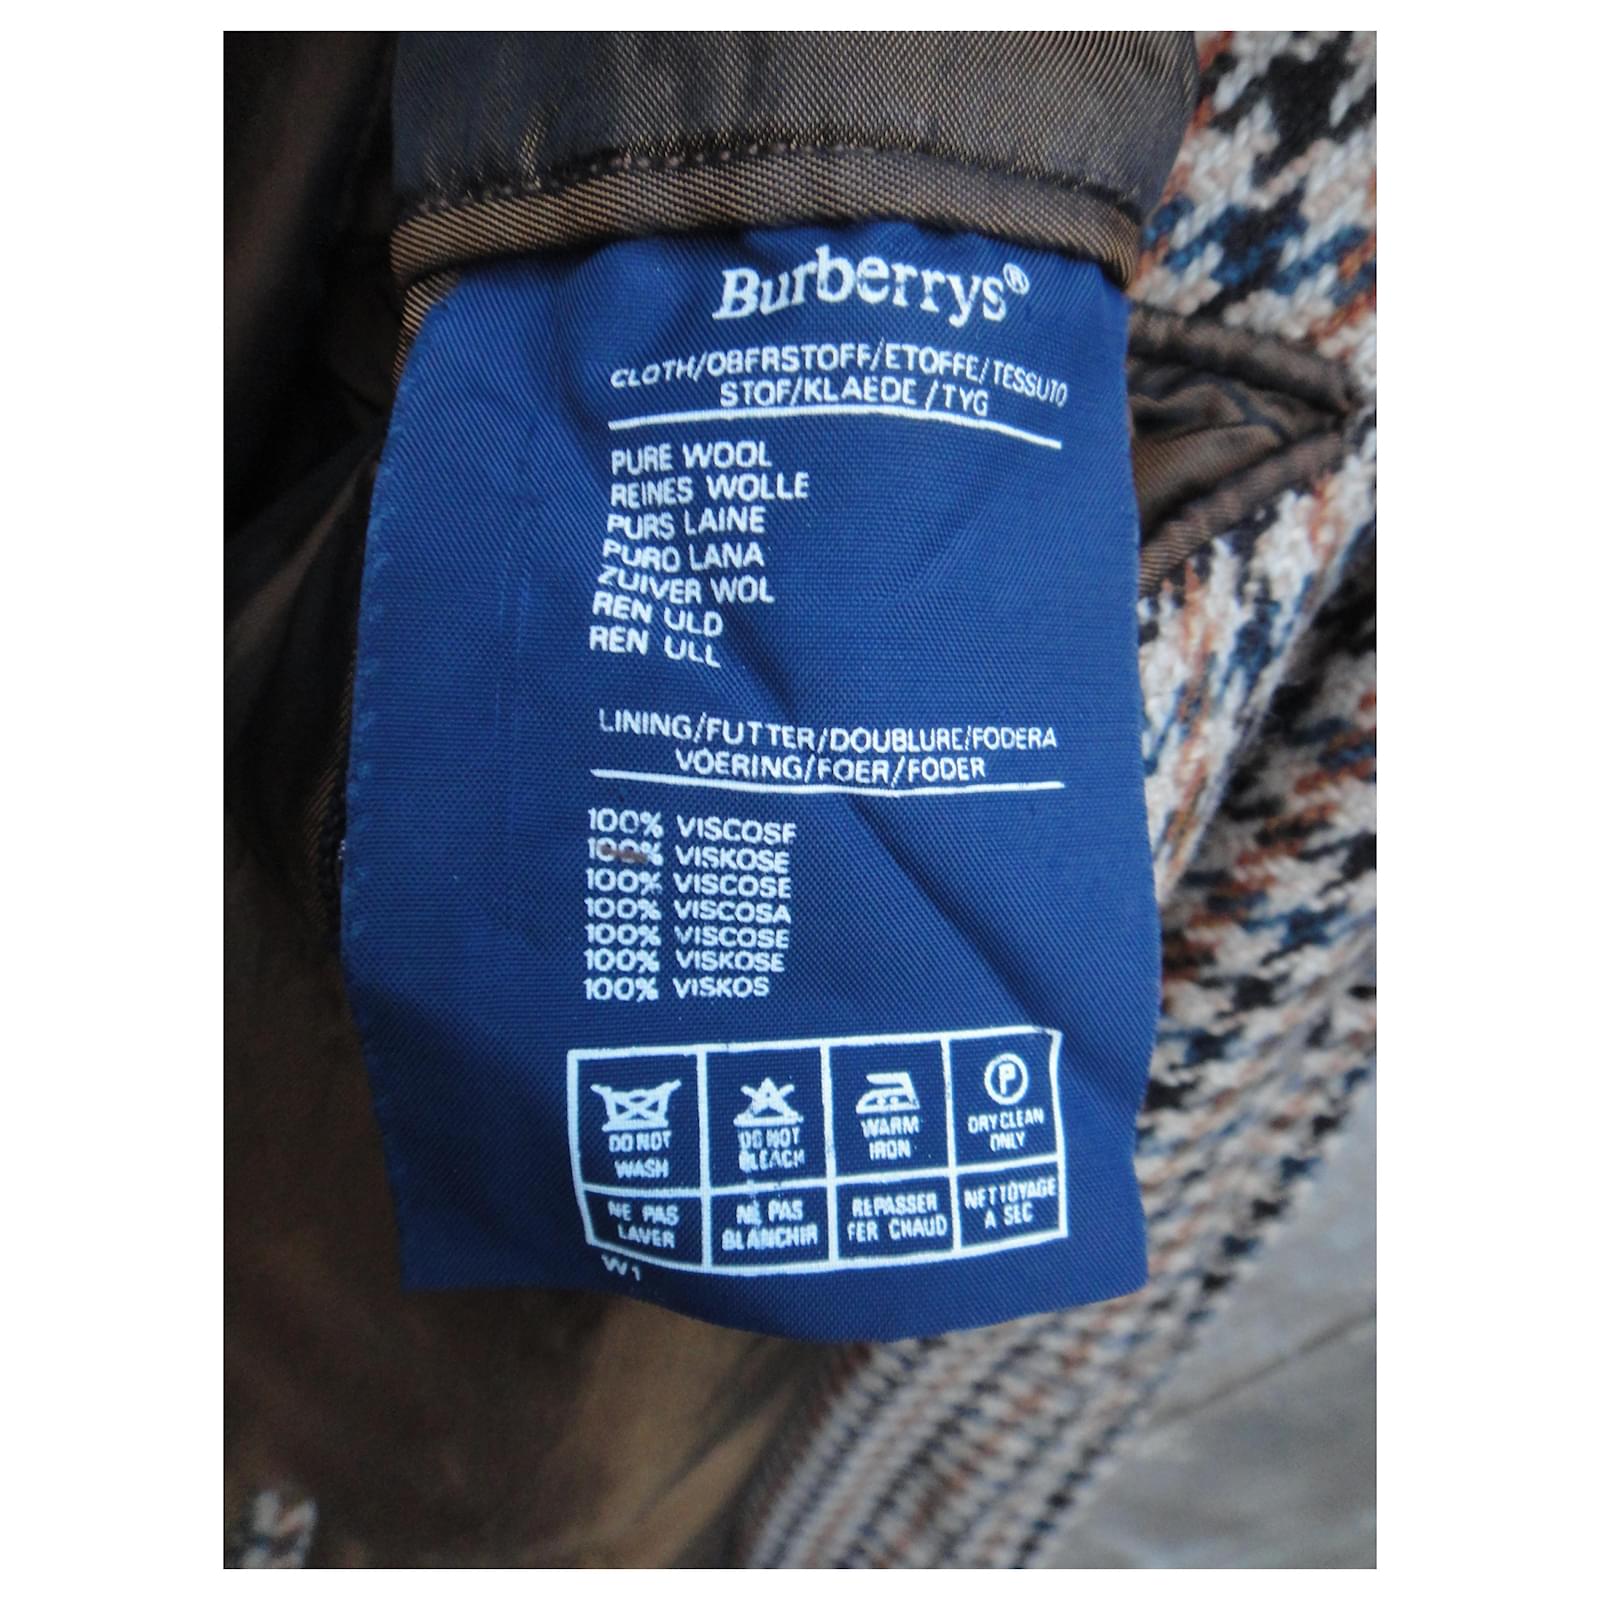 Burberrys®
CLOTH/OBERSTOFF/ETOFFE/TESSUTO
STOF/KLAEDE/TYG
PURE WOOL
REINES WOLLE
PURS LAINE
PURO LANA
ZUIVER WOL
REN ULD
REN ULL
LINING/FUTTER/DOUBLURE/FODERA
VOERING/FOER/FODER
100% VISCOSE
100% VISKOSE
100% VISCOSE
100% VISCOSA
100% VISCOSE
100% VISKOSE
100% VISKOS
P
DO NOT WASH
DO NOT BLEACH
WARM IRON
DRY CLEAN ONLY
NE PAS LAVER
NE PAS BLANCHIR
REPASSER FER CHAUD
NETTOYAGE A SEC
W1